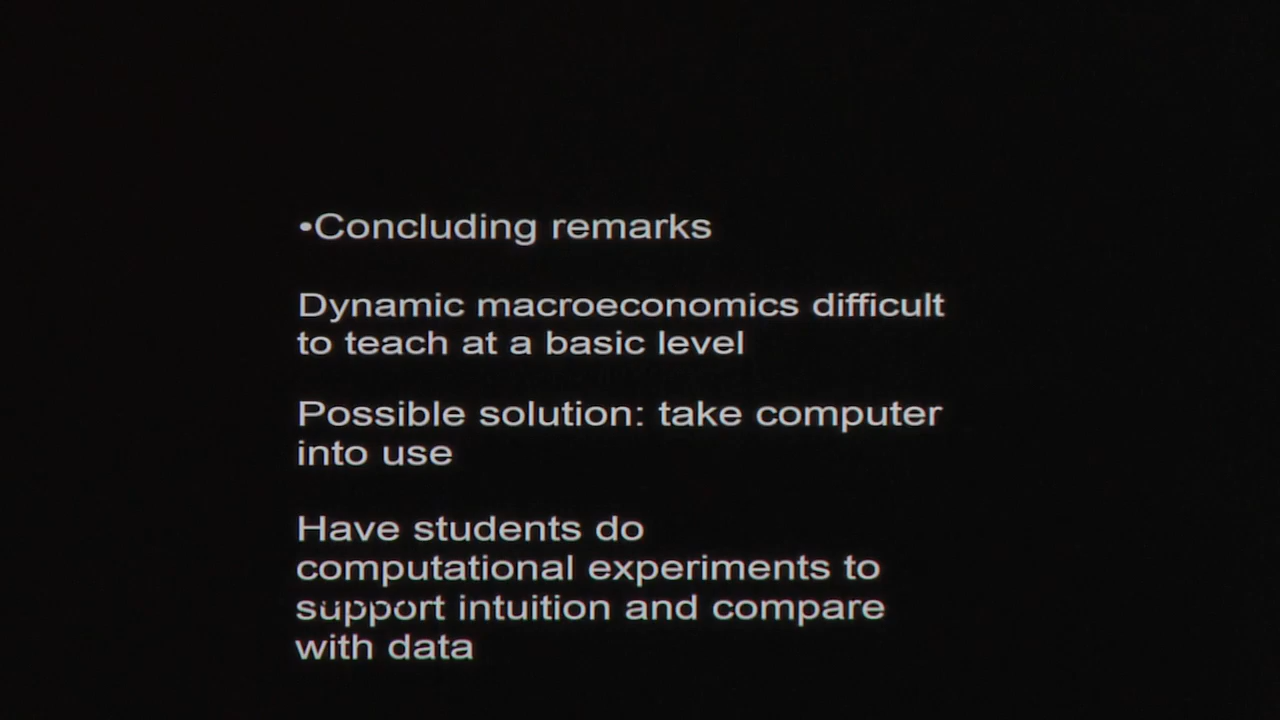 •Concluding remarks
Dynamic macroeconomics difficult
to teach at a basic level
Possible solution: take computer
into use
Have students do
computational experiments to
support intuition and compare
with data